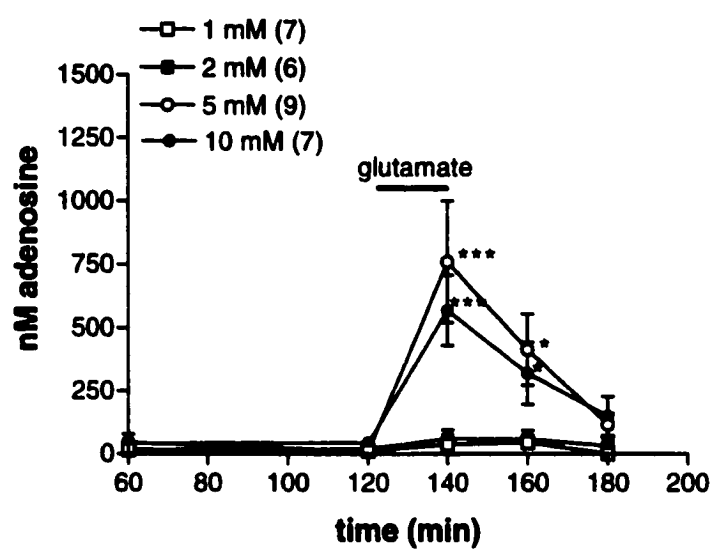 1 mM (7)
2 mM (6)
5 mM (9)
10 mM (7)
1500
1250
1000
750
500
250
0
nM adenosine
glutamate
***
***
*
*
60 80 100 120 140 160 180 200
time (min)